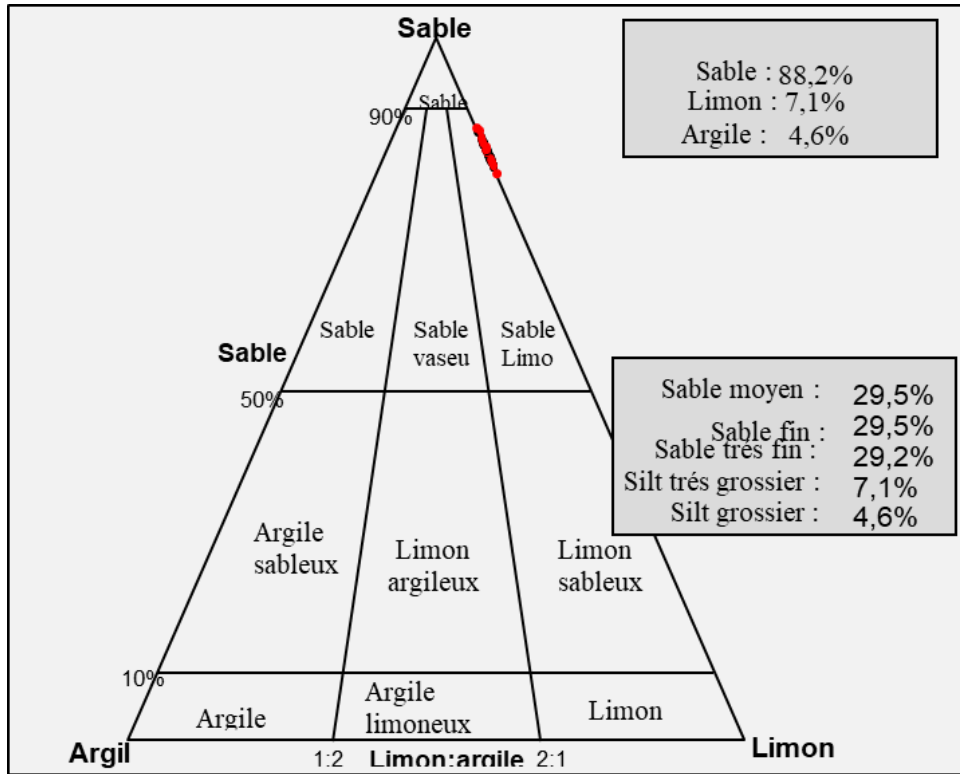 Sable
Sable : 88,2%
Limon : 7,1%
Argile : 4,6%
Sable
90%
Sable
Sable
vaseu
Sable
Limo
Sable
50%
Sable moyen : 29,5%
Sable fin : 29,5%
Sable trés fin : 29,2%
Silt trés grossier : 7,1%
Silt grossier : 4,6%
Argile
sableux
Limon
argileux
Limon
sableux
10%
Argile
Argile
limoneux
Limon
Argil
1:2
Limon:argile
2:1
Limon